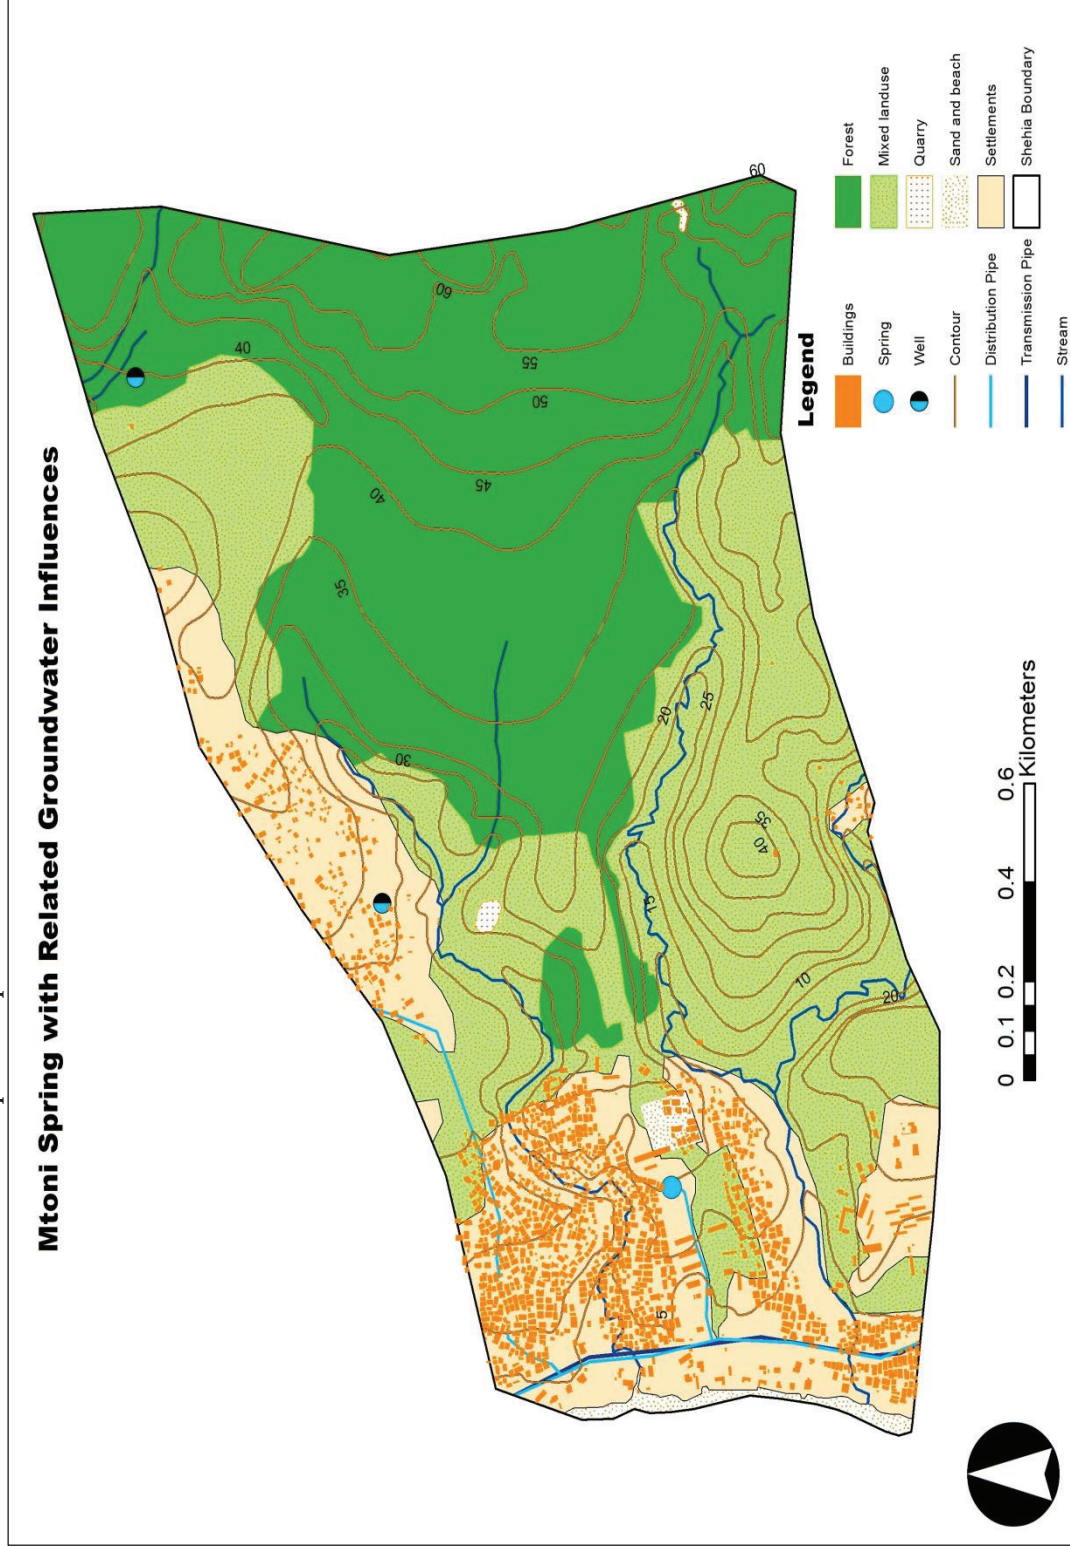 Mtoni Spring with Related Groundwater Influences
40
60
55
50
45
40
35
30
60
20
25
15
35
40
10
20
5
Legend
Buildings
Spring
Well
Contour
Distribution Pipe
Transmission Pipe
Stream
Forest
Mixed landuse
Quarry
Sand and beach
Settlements
Shehia Boundary
0 0.1 0.2 0.4 0.6
Kilometers